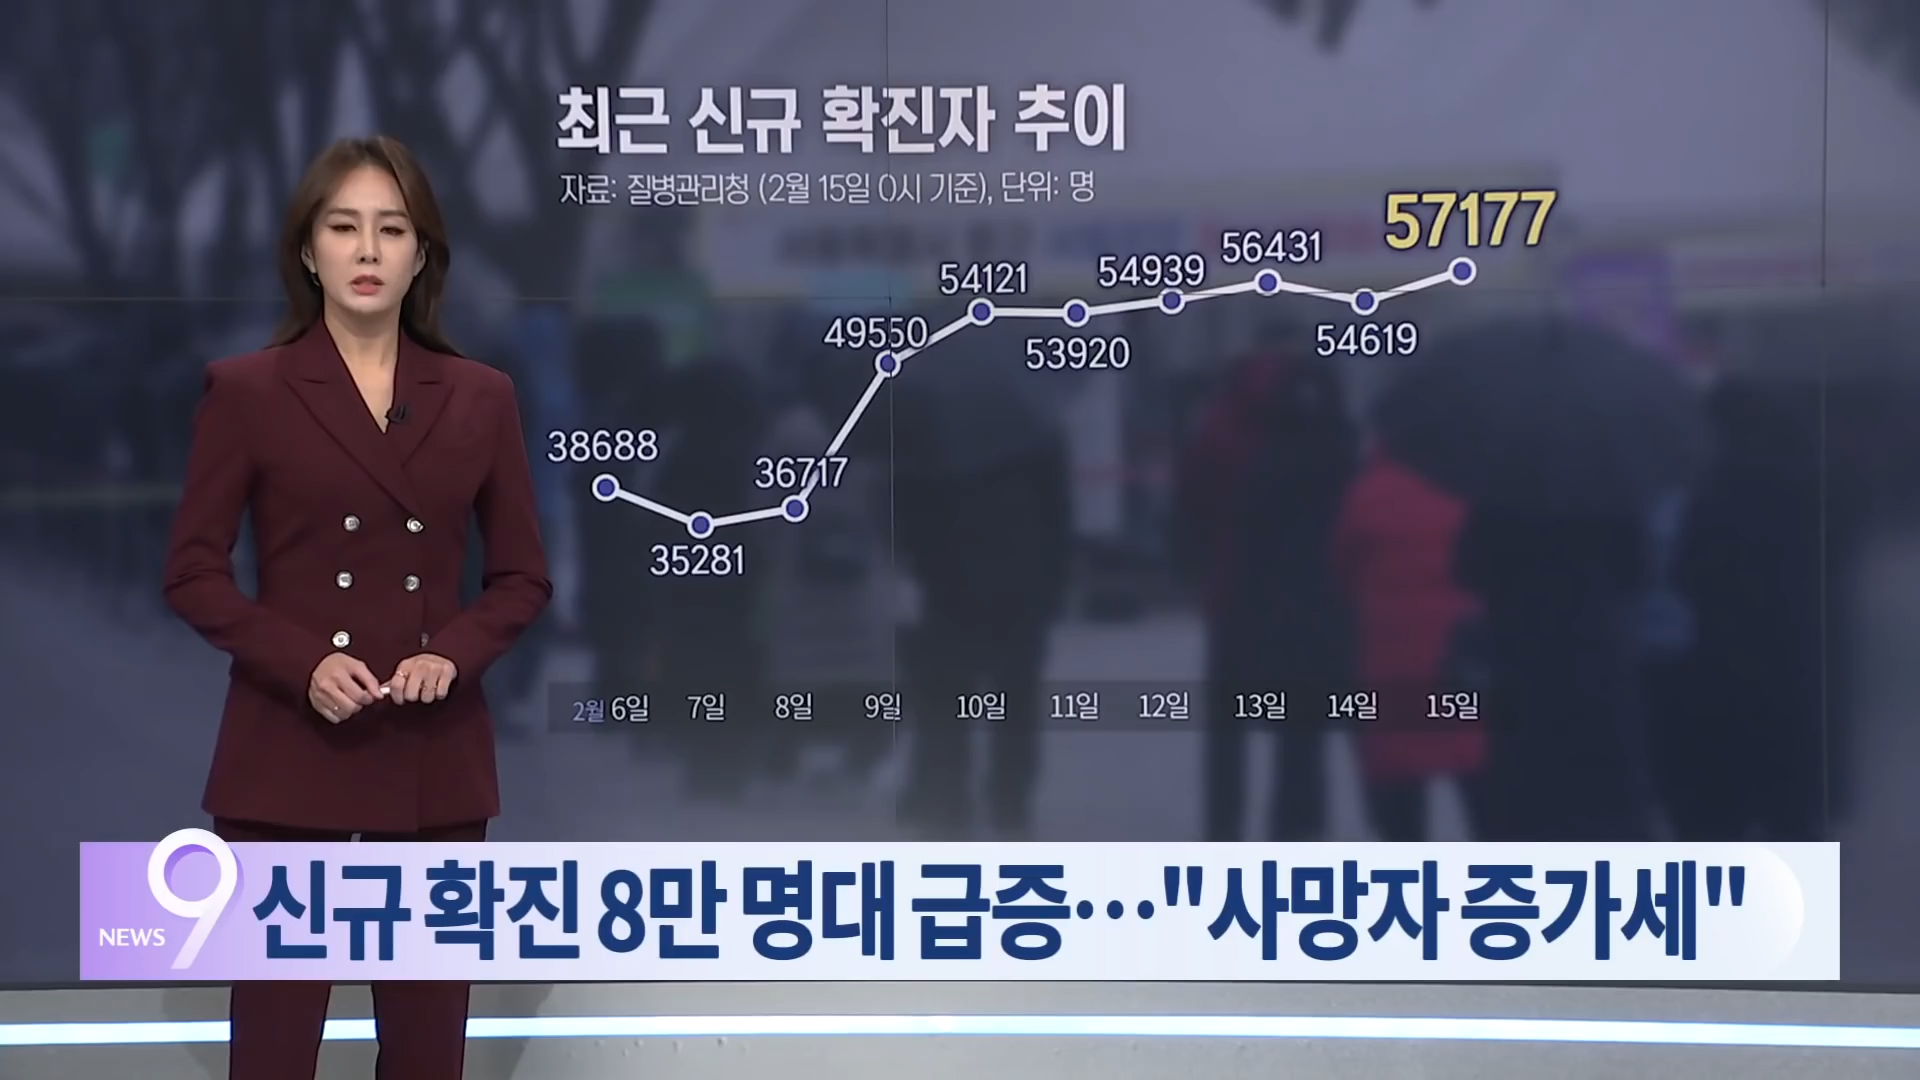 최근 신규 확진자 추이
자료: 질병관리청 (2월 15일 0시 기준), 단위: 명
57177
56431
54939
54121
49550
53920
54619
38688
36717
35281
2월 6일 7일 8일 9일 10일 11일 12일 13일 14일 15일
NEWS 9
신규 확진 8만 명대 급증…"사망자 증가세"